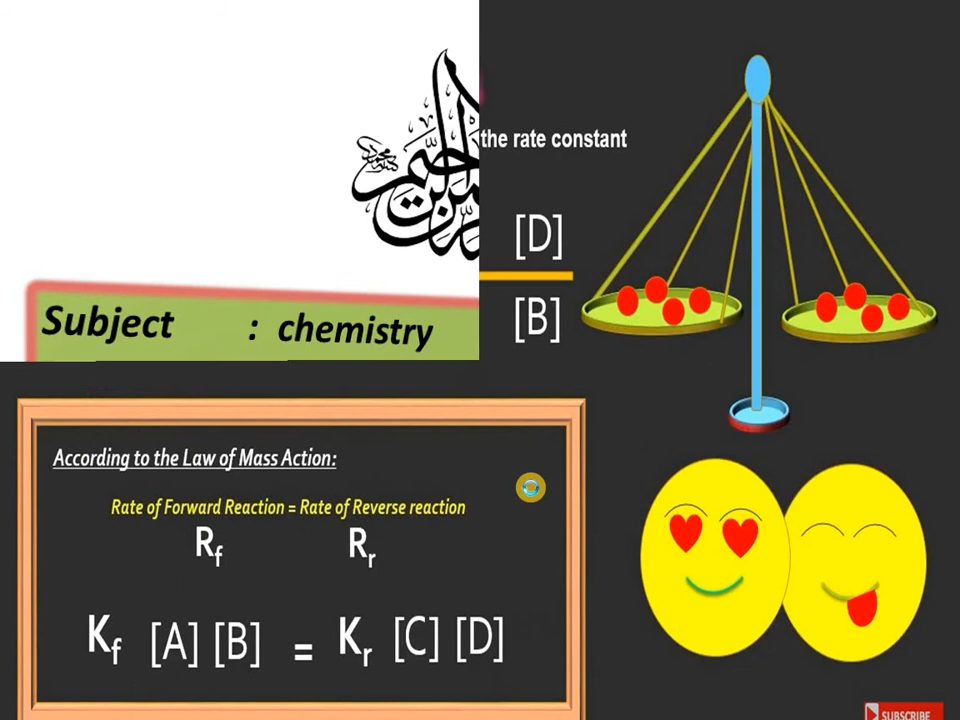 the rate constant
[D]
[B]
Subject : chemistry
According to the Law of Mass Action:
Rate of Forward Reaction = Rate of Reverse reaction
Rf Rr
Kf [A] [B] = Kr [C] [D]
SUBSCRIBE